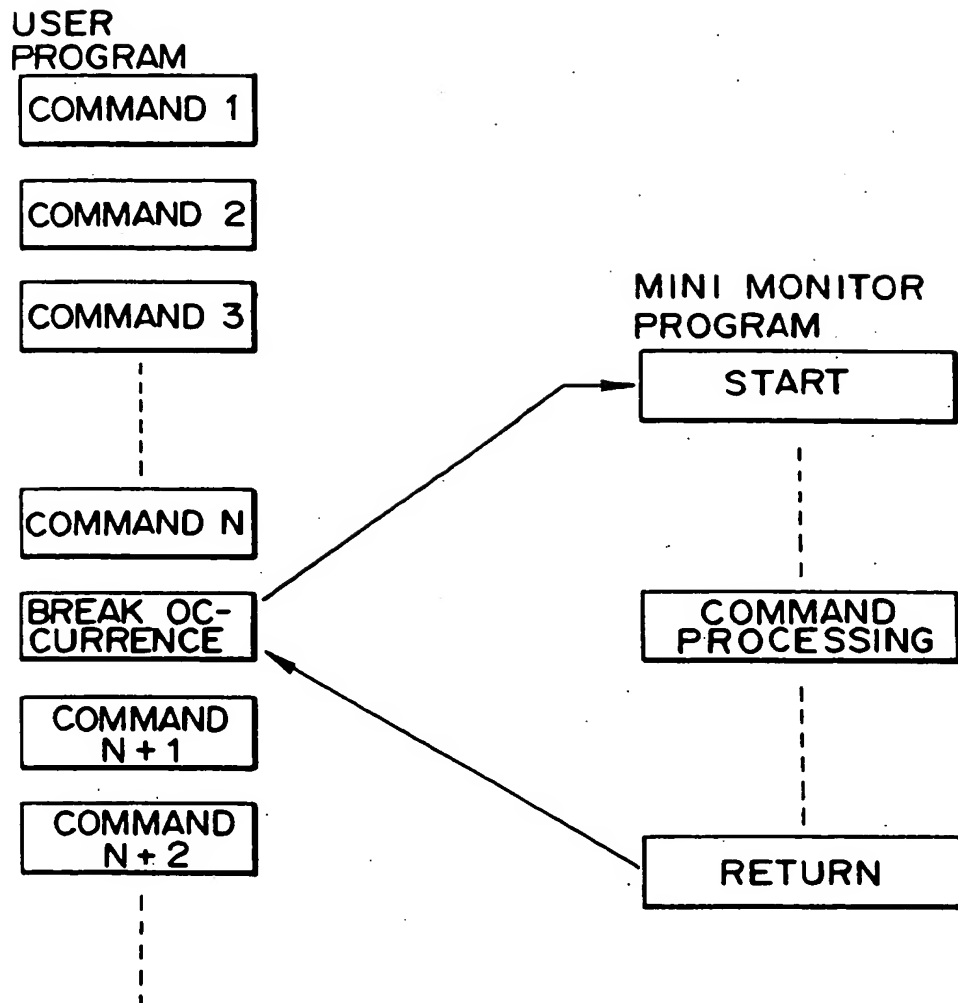 USER
PROGRAM
COMMAND 1
COMMAND 2
COMMAND 3
COMMAND N
BREAK OC-
CURRENCE
COMMAND
N+1
COMMAND
N+2
MINI MONITOR
PROGRAM
START
COMMAND
PROCESSING
RETURN